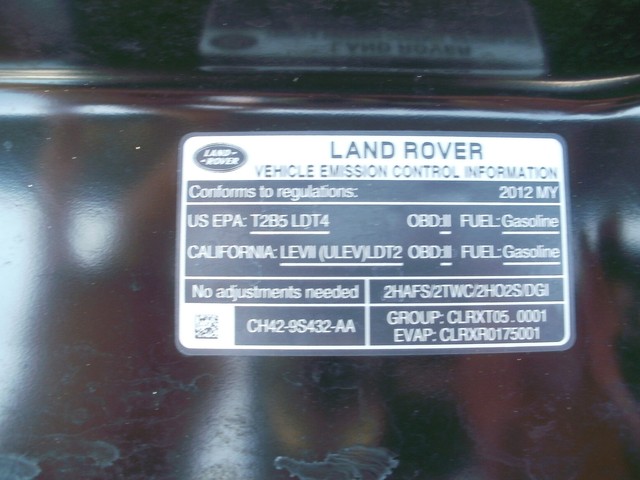 LAND ROVER
LAND-
-ROVER
LAND ROVER
VEHICLE EMISSION CONTROL INFORMATION
Conforms to regulations: 2012 MY
US EPA: T2B5 LDT4 OBD:II FUEL: Gasoline
CALIFORNIA: LEVII (ULEV)LDT2 OBD:II FUEL: Gasoline
No adjustments needed 2HAFS/2TWC/2HO2S/DGI
CH42-9S432-AA
GROUP: CLRXT05.0001
EVAP: CLRXR0175001